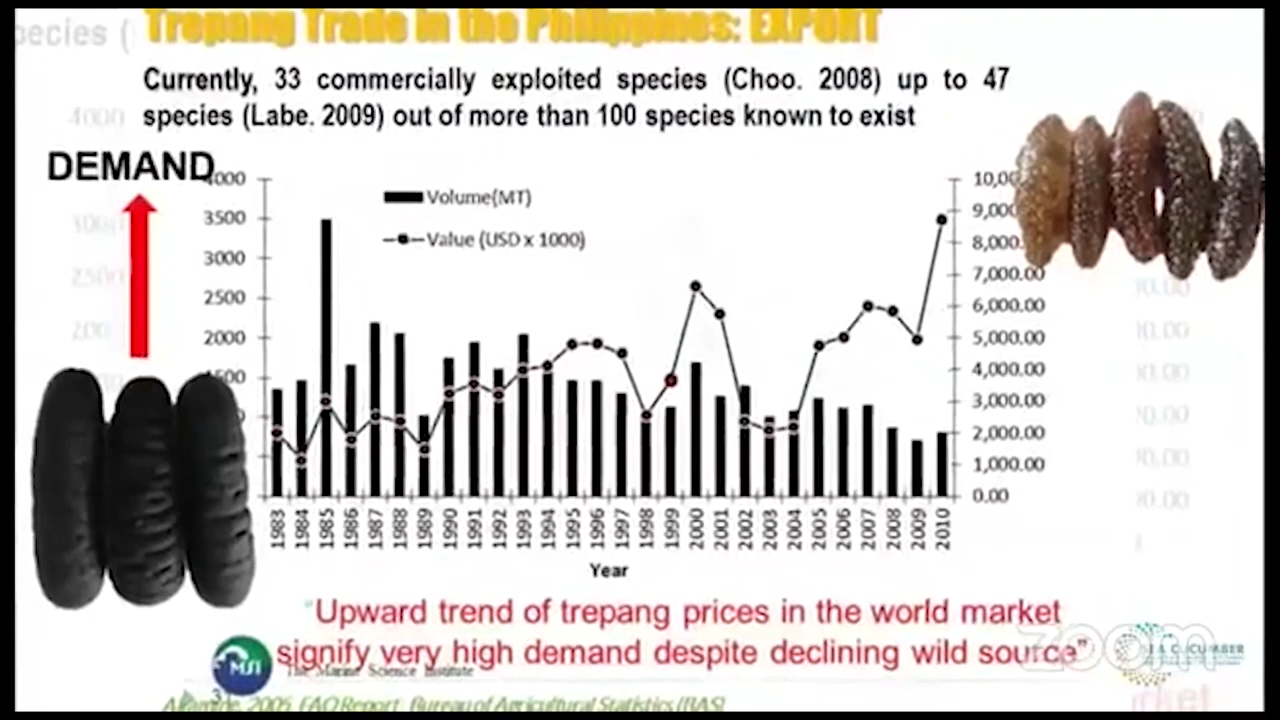 Trepang Trade in the Philippines: EXPORT
Currently, 33 commercially exploited species (Choo. 2008) up to 47
species (Labe. 2009) out of more than 100 species known to exist
DEMAND
Volume(MT)
Value (USD x 1000)
4000
3500
3000
2500
2000
10,00
9,000
8,000
7,000.00
6,000.00
5,000.00
4,000.00
3,000.00
2,000.00
1,000.00
0.00
1983 1984 1985 1986 1987 1988 1989 1990 1991 1992 1993 1994 1995 1996 1997 1998 1999 2000 2001 2002 2003 2004 2005 2006 2007 2008 2009 2010
Year
"Upward trend of trepang prices in the world market
signify very high demand despite declining wild source"
MSI
The Marine Science Institute
zoom
SEA CUCUMBER
2005 FAO Report Bureau of Agricultural Statistics (BAS)